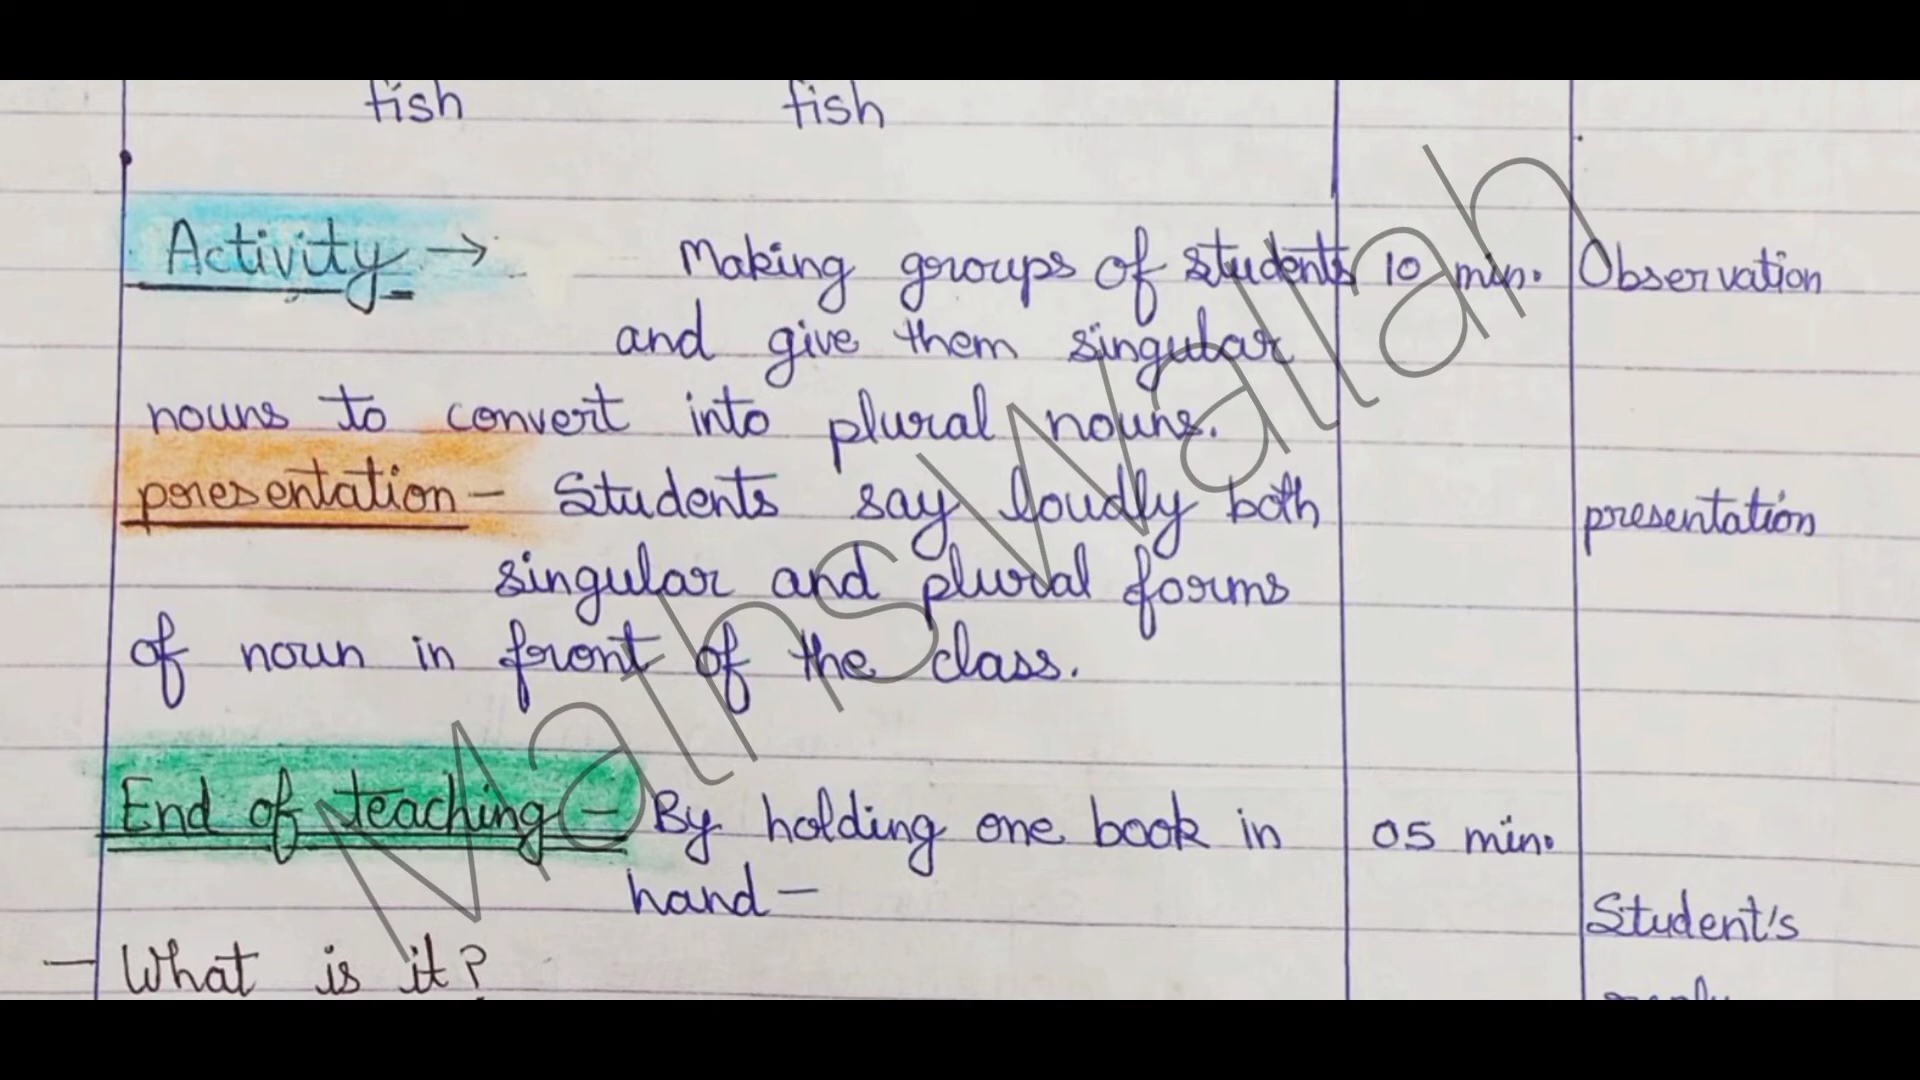 fish fish
Activity → Making groups of students 10 min. Observation
and give them singular
nouns to convert into plural nouns.
presentation - Students say loudly both presentation
singular and plural forms
of noun in front of the class.
End of teaching - By holding one book in 05 min.
hand -
Student's
- What is it?
MathsWallah